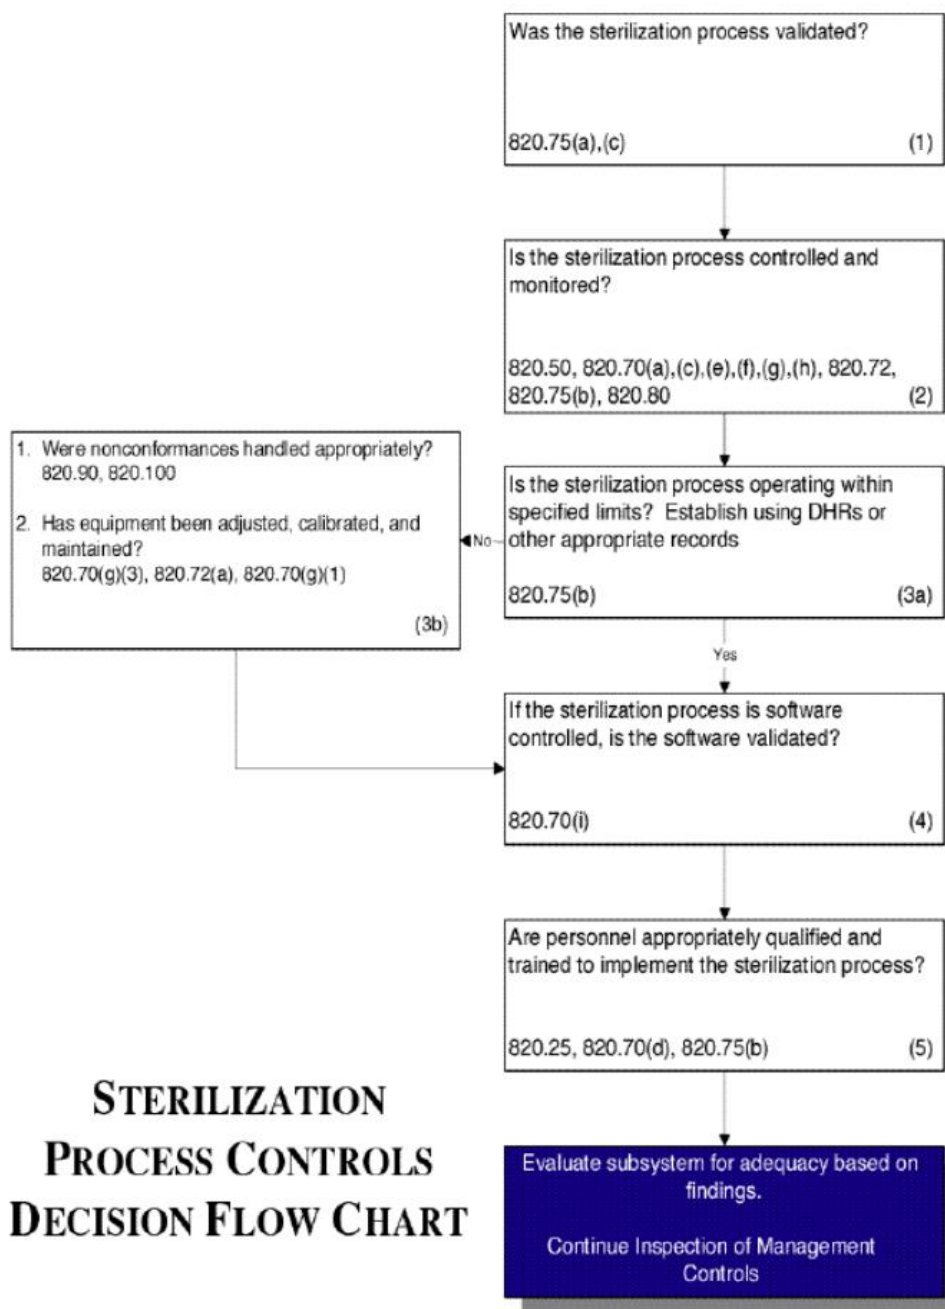 Was the sterilization process validated?
820.75(a),(c) (1)
Is the sterilization process controlled and
monitored?
820.50, 820.70(a),(c),(e),(f),(g),(h), 820.72,
820.75(b), 820.80 (2)
Is the sterilization process operating within
specified limits? Establish using DHRs or
other appropriate records
820.75(b) (3a)
No
1. Were nonconformances handled appropriately?
820.90, 820.100
2. Has equipment been adjusted, calibrated, and
maintained?
820.70(g)(3), 820.72(a), 820.70(g)(1)
(3b)
Yes
If the sterilization process is software
controlled, is the software validated?
820.70(i) (4)
Are personnel appropriately qualified and
trained to implement the sterilization process?
820.25, 820.70(d), 820.75(b) (5)
Evaluate subsystem for adequacy based on
findings.
Continue Inspection of Management
Controls
STERILIZATION
PROCESS CONTROLS
DECISION FLOW CHART